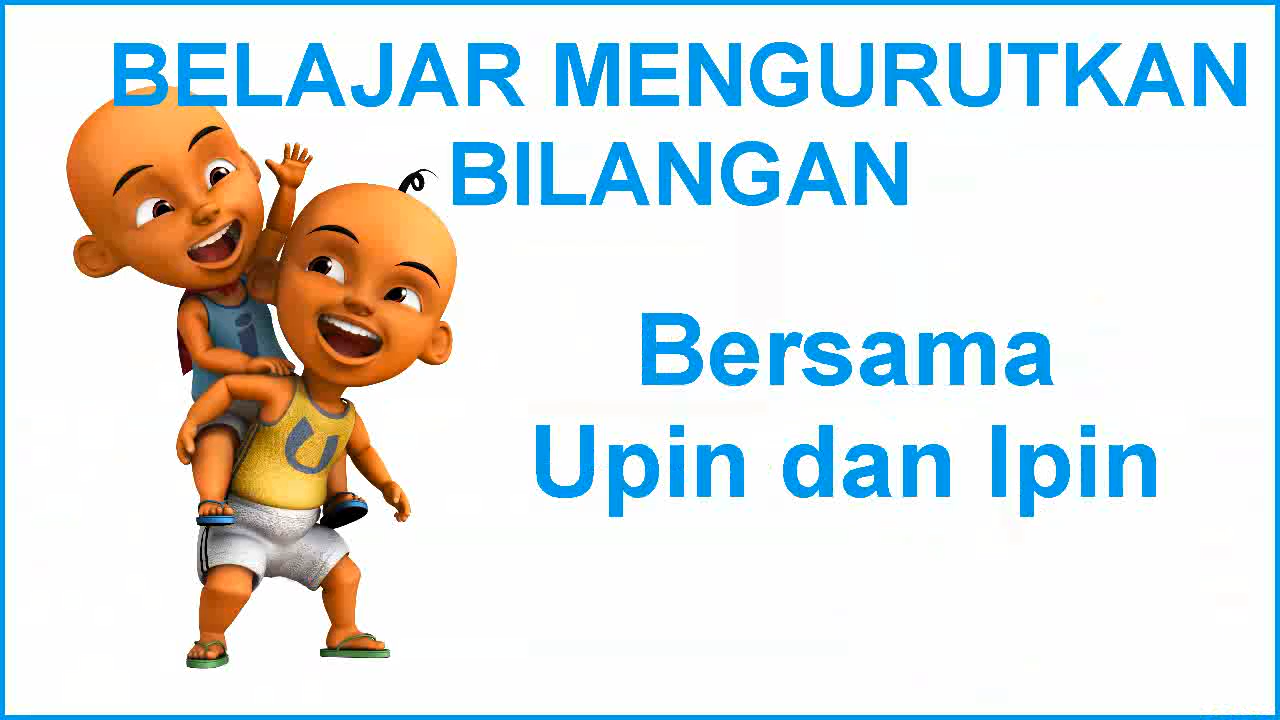 BELAJAR MENGURUTKAN
BILANGAN
Bersama
Upin dan Ipin
i
U